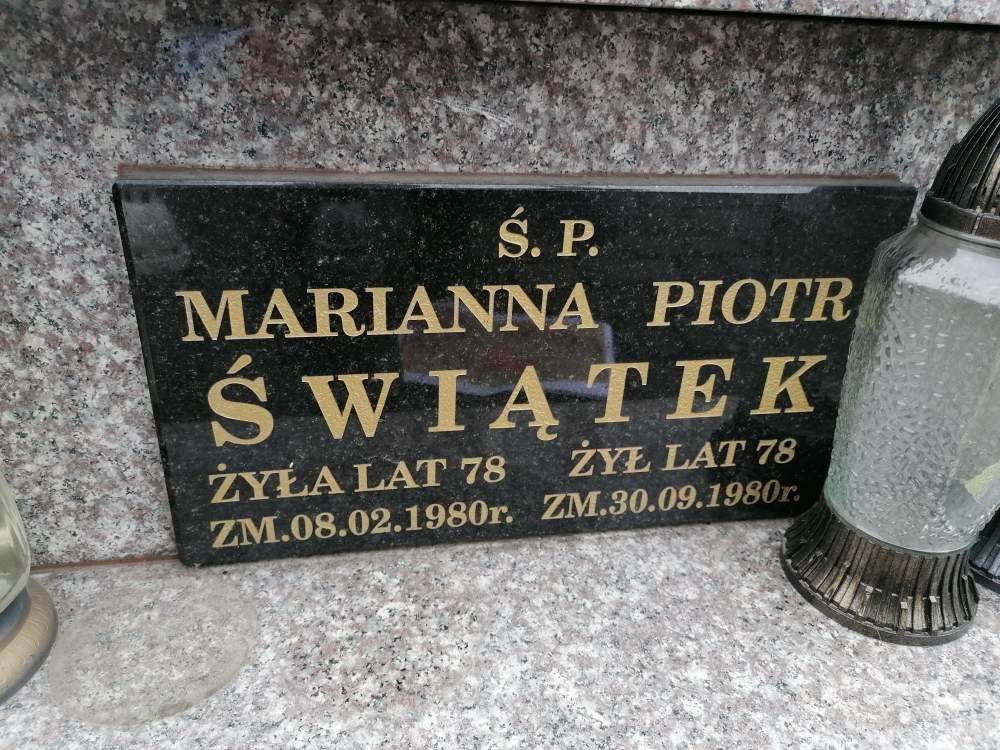 Ś. P.
MARIANNA PIOTR
ŚWIĄTEK
ŻYŁA LAT 78 ŻYŁ LAT 78
ZM.08.02.1980r. ZM.30.09.1980r.